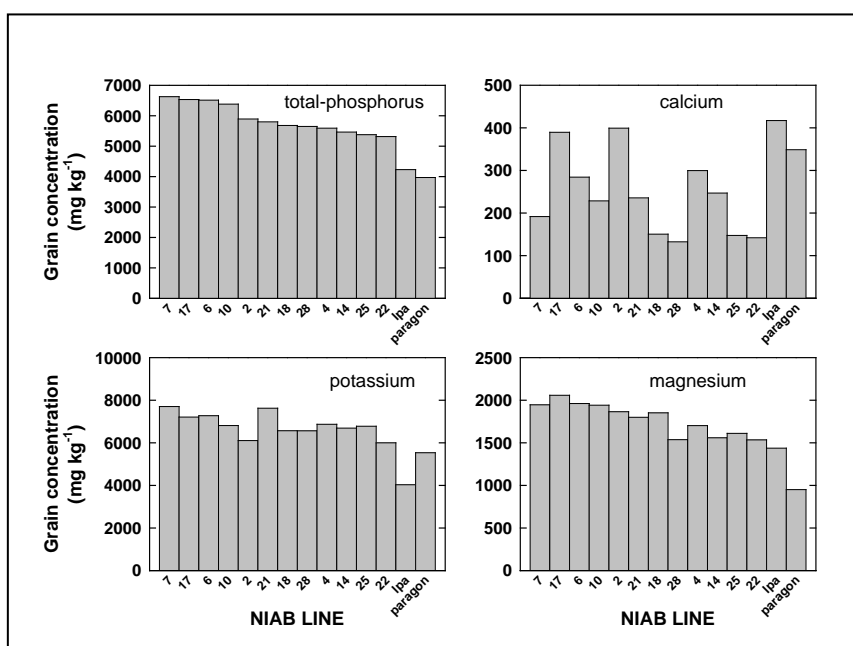 total-phosphorus
Grain concentration
(mg kg-1)
7000
6000
5000
4000
3000
2000
1000
0
7 17 6 10 2 21 18 28 4 14 25 22 lpa paragon
calcium
500
400
300
200
100
0
7 17 6 10 2 21 18 28 4 14 25 22 lpa paragon
potassium
Grain concentration
(mg kg-1)
10000
8000
6000
4000
2000
0
7 17 6 10 2 21 18 28 4 14 25 22 lpa paragon
NIAB LINE
magnesium
2500
2000
1500
1000
500
0
7 17 6 10 2 21 18 28 4 14 25 22 lpa paragon
NIAB LINE